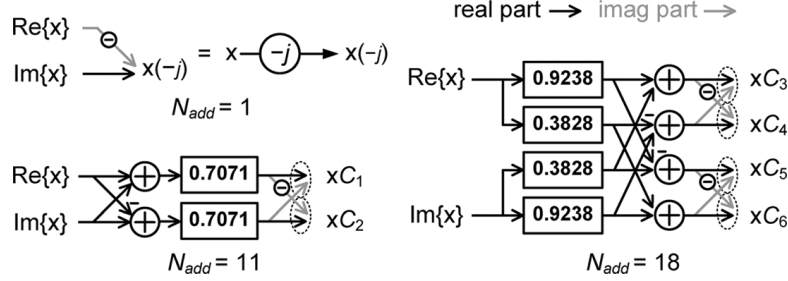 real part → imag part →
Re{x}
⊖
Im{x} x(−j) = x −j x(−j)
N_add = 1
Re{x} 0.9238 + xC₃
⊖
0.3828 − + xC₄
−
0.3828 + xC₅
⊖
Im{x} 0.9238 + xC₆
N_add = 18
Re{x} + 0.7071 xC₁
− ⊖
Im{x} + 0.7071 xC₂
N_add = 11